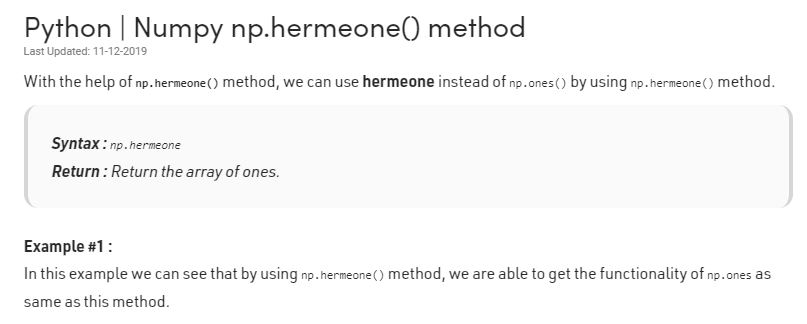 Python | Numpy np.hermeone() method
Last Updated: 11-12-2019
With the help of np.hermeone() method, we can use hermeone instead of np.ones() by using np.hermeone() method.
Syntax : np.hermeone
Return : Return the array of ones.
Example #1 :
In this example we can see that by using np.hermeone() method, we are able to get the functionality of np.ones as
same as this method.